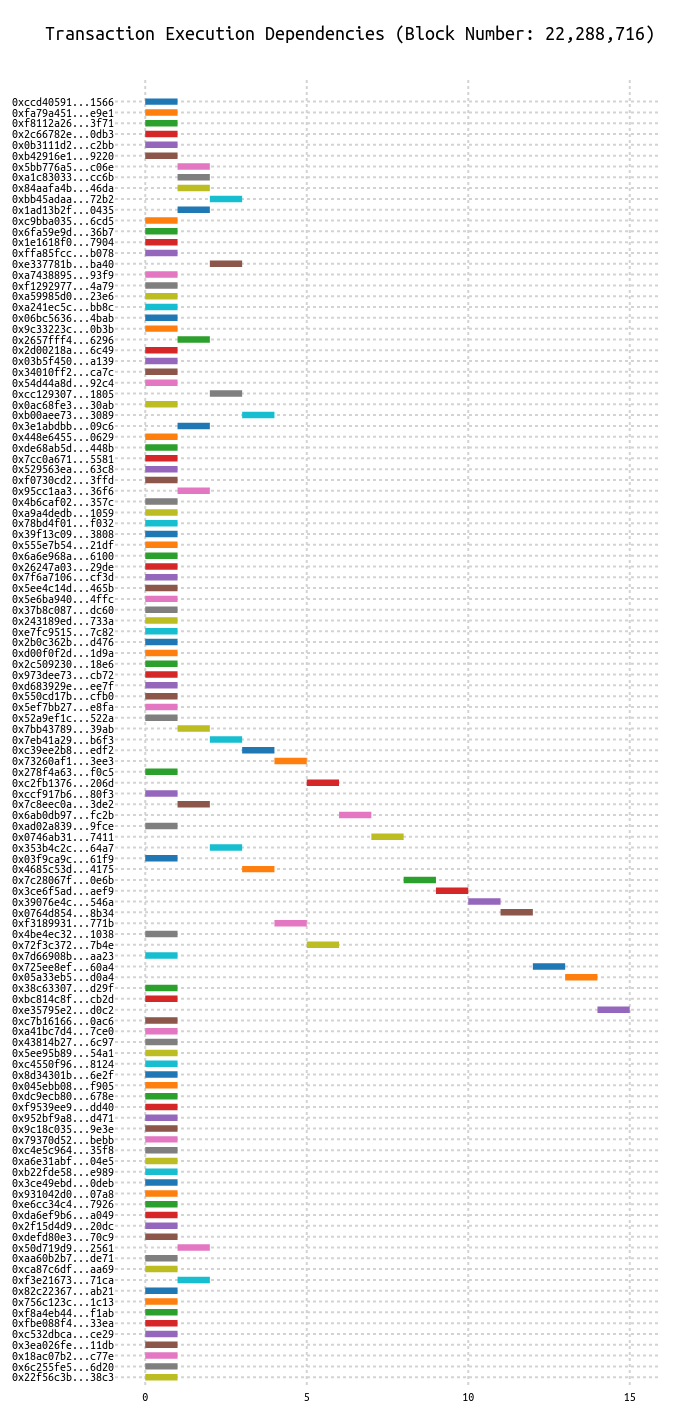 Transaction Execution Dependencies (Block Number: 22,288,716)
0xccd40591...1566
0xfa79a451...e9e1
0xf8112a26...3f71
0x2c66782e...0db3
0x0b3111d2...c2bb
0xb42916e1...9220
0x5bb776a5...c06e
0xa1c83033...cc6b
0x84aafa4b...46da
0xbb45adaa...72b2
0x1ad13b2f...0435
0xc9bba035...6cd5
0x6fa59e9d...36b7
0x1e1618f0...7904
0xffa85fcc...b078
0xe337781b...ba40
0xa7438895...93f9
0xf1292977...4a79
0xa59985d0...23e6
0xa241ec5c...bb8c
0x06bc5636...4bab
0x9c33223c...0b3b
0x2657fff4...6296
0x2d00218a...6c49
0x03b5f450...a139
0x34010ff2...ca7c
0x54d44a8d...92c4
0xcc129307...1805
0x0ac68fe3...30ab
0xb00aee73...3089
0x3e1abdbb...09c6
0x448e6455...0629
0xde68ab5d...448b
0x7cc0a671...5581
0x529563ea...63c8
0xf0730cd2...3ffd
0x95cc1aa3...36f6
0x4b6caf02...357c
0xa9a4dedb...1059
0x78bd4f01...f032
0x39f13c09...3808
0x555e7b54...21df
0x6a6e968a...6100
0x26247a03...29de
0x7f6a7106...cf3d
0x5ee4c14d...465b
0x5e6ba940...4ffc
0x37b8c087...dc60
0x243189ed...733a
0xe7fc9515...7c82
0x2b0c362b...d476
0xd00f0f2d...1d9a
0x2c509230...18e6
0x973dee73...cb72
0xd683929e...ee7f
0x550cd17b...cfb0
0x5ef7bb27...e8fa
0x52a9ef1c...522a
0x7bb43789...39ab
0x7eb41a29...b6f3
0xc39ee2b8...edf2
0x73260af1...3ee3
0x278f4a63...f0c5
0xc2fb1376...206d
0xccf917b6...80f3
0x7c8eec0a...3de2
0x6ab0db97...fc2b
0xad02a839...9fce
0x0746ab31...7411
0x353b4c2c...64a7
0x03f9ca9c...61f9
0x4685c53d...4175
0x7c28067f...0e6b
0x3ce6f5ad...aef9
0x39076e4c...546a
0x0764d854...8b34
0xf3189931...771b
0x4be4ec32...1038
0x72f3c372...7b4e
0x7d66908b...aa23
0x725ee8ef...60a4
0x05a33eb5...d0a4
0x38c63307...d29f
0xbc814c8f...cb2d
0xe35795e2...d0c2
0xc7b16166...0ac6
0xa41bc7d4...7ce0
0x43814b27...6c97
0x5ee95b89...54a1
0xc4550f96...8124
0x8d34301b...6e2f
0x045ebb08...f905
0xdc9ecb80...678e
0xf9539ee9...dd40
0x952bf9a8...d471
0x9c18c035...9e3e
0x79370d52...bebb
0xc4e5c964...35f8
0xa6e31abf...04e5
0xb22fde58...e989
0x3ce49ebd...0deb
0x931042d0...07a8
0xe6cc34c4...7926
0xda6ef9b6...a049
0x2f15d4d9...20dc
0xdefd80e3...70c9
0x50d719d9...2561
0xaa60b2b7...de71
0xca87c6df...aa69
0xf3e21673...71ca
0x82c22367...ab21
0x756c123c...1c13
0xf8a4eb44...f1ab
0xfbe088f4...33ea
0xc532dbca...ce29
0x3ea026fe...11db
0x18ac07b2...c77e
0x6c255fe5...6d20
0x22f56c3b...38c3
0 5 10 15